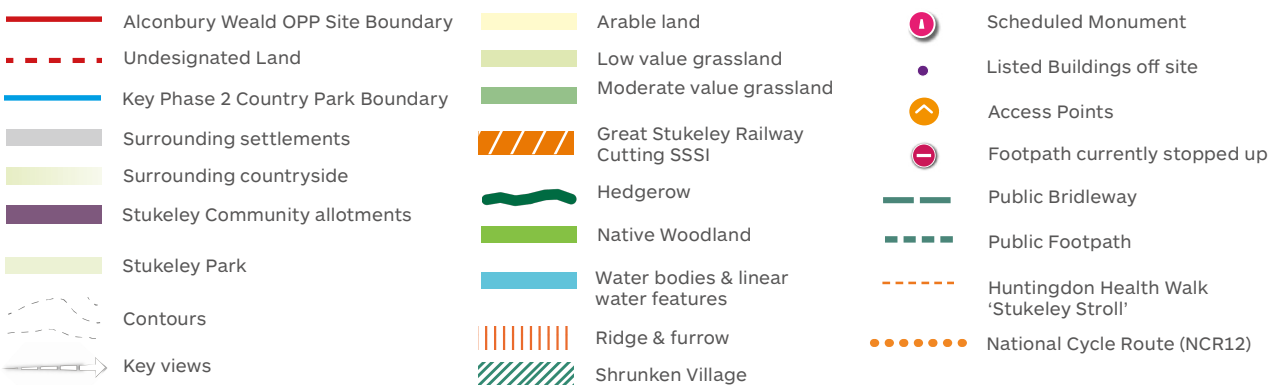 Alconbury Weald OPP Site Boundary
Undesignated Land
Key Phase 2 Country Park Boundary
Surrounding settlements
Surrounding countryside
Stukeley Community allotments
Stukeley Park
Contours
Key views
Arable land
Low value grassland
Moderate value grassland
Great Stukeley Railway
Cutting SSSI
Hedgerow
Native Woodland
Water bodies & linear
water features
Ridge & furrow
Shrunken Village
Scheduled Monument
Listed Buildings off site
Access Points
Footpath currently stopped up
Public Bridleway
Public Footpath
Huntingdon Health Walk
‘Stukeley Stroll’
National Cycle Route (NCR12)